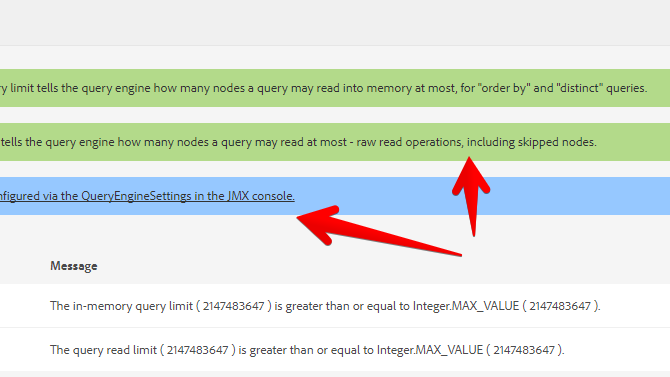 y limit tells the query engine how many nodes a query may read into memory at most, for "order by" and "distinct" queries.
tells the query engine how many nodes a query may read at most - raw read operations, including skipped nodes.
nfigured via the QueryEngineSettings in the JMX console.
Message
The in-memory query limit ( 2147483647 ) is greater than or equal to Integer.MAX_VALUE ( 2147483647 ).
The query read limit ( 2147483647 ) is greater than or equal to Integer.MAX_VALUE ( 2147483647 ).